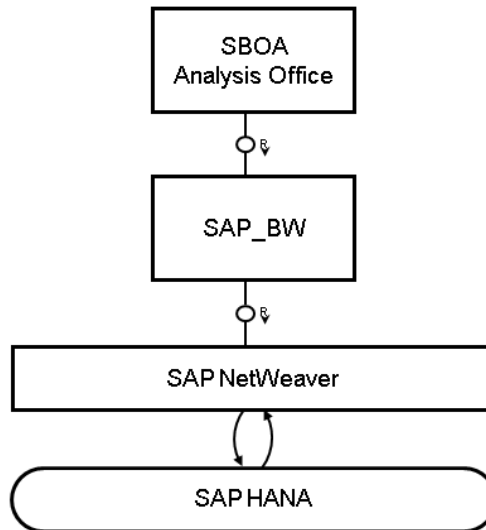 SBOA
Analysis Office
R
SAP_BW
R
SAP NetWeaver
SAP HANA